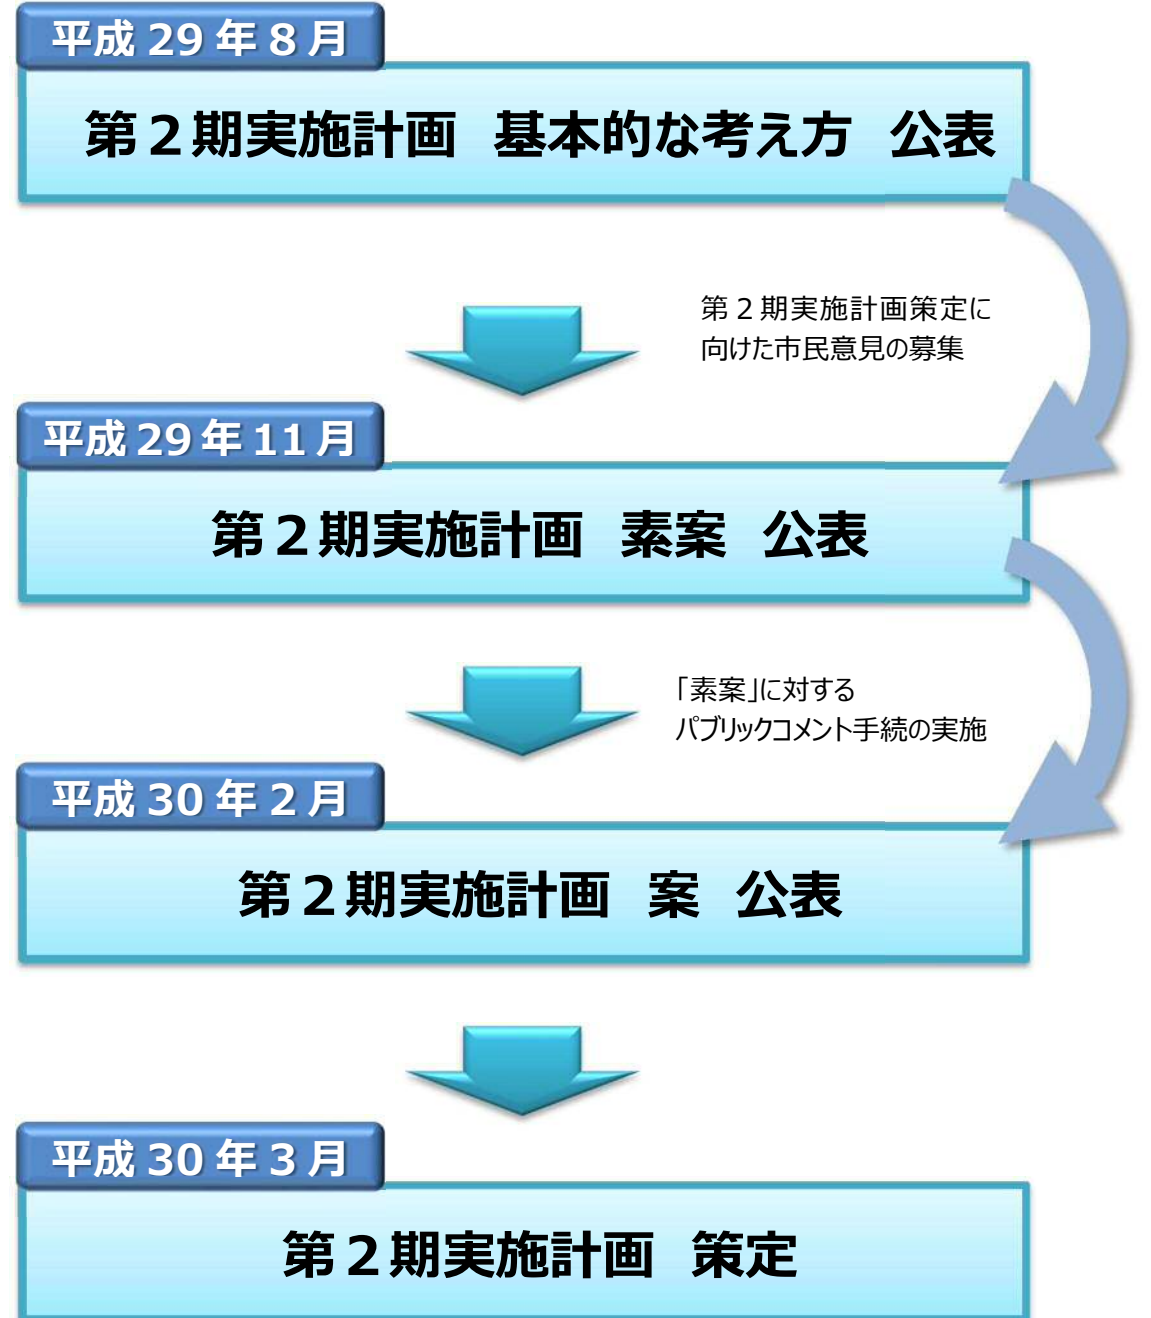 平成 29 年 8 月
第２期実施計画　基本的な考え方　公表
第２期実施計画策定に
向けた市民意見の募集
平成 29 年 11 月
第２期実施計画　素案　公表
「素案」に対する
パブリックコメント手続の実施
平成 30 年 2 月
第２期実施計画　案　公表
平成 30 年 3 月
第２期実施計画　策定